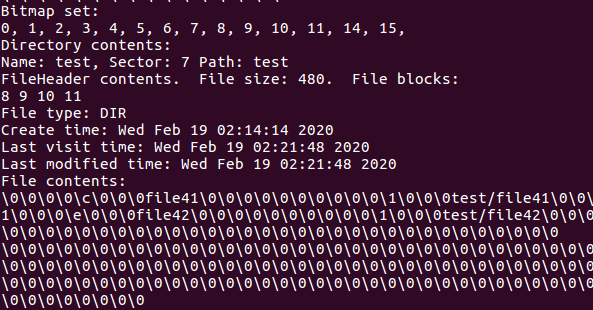 Bitmap set:
0, 1, 2, 3, 4, 5, 6, 7, 8, 9, 10, 11, 14, 15,
Directory contents:
Name: test, Sector: 7 Path: test
FileHeader contents.  File size: 480.  File blocks:
8 9 10 11
File type: DIR
Create time: Wed Feb 19 02:14:14 2020
Last visit time: Wed Feb 19 02:21:48 2020
Last modified time: Wed Feb 19 02:21:48 2020
File contents:
\0\0\0\0\c\0\0\0file41\0\0\0\0\0\0\0\0\0\0\1\0\0\0test/file41\0\0\
1\0\0\0\e\0\0\0file42\0\0\0\0\0\0\0\0\0\0\1\0\0\0test/file42\0\0\0
\0\0\0\0\0\0\0\0\0\0\0\0\0\0\0\0\0\0\0\0\0\0\0\0\0\0\0\0\0\0\0
\0\0\0\0\0\0\0\0\0\0\0\0\0\0\0\0\0\0\0\0\0\0\0\0\0\0\0\0\0\0\0\0\0
\0\0\0\0\0\0\0\0\0\0\0\0\0\0\0\0\0\0\0\0\0\0\0\0\0\0\0\0\0\0\0\0\0
\0\0\0\0\0\0\0\0\0\0\0\0\0\0\0\0\0\0\0\0\0\0\0\0\0\0\0\0\0\0\0\0\0
\0\0\0\0\0\0\0\0